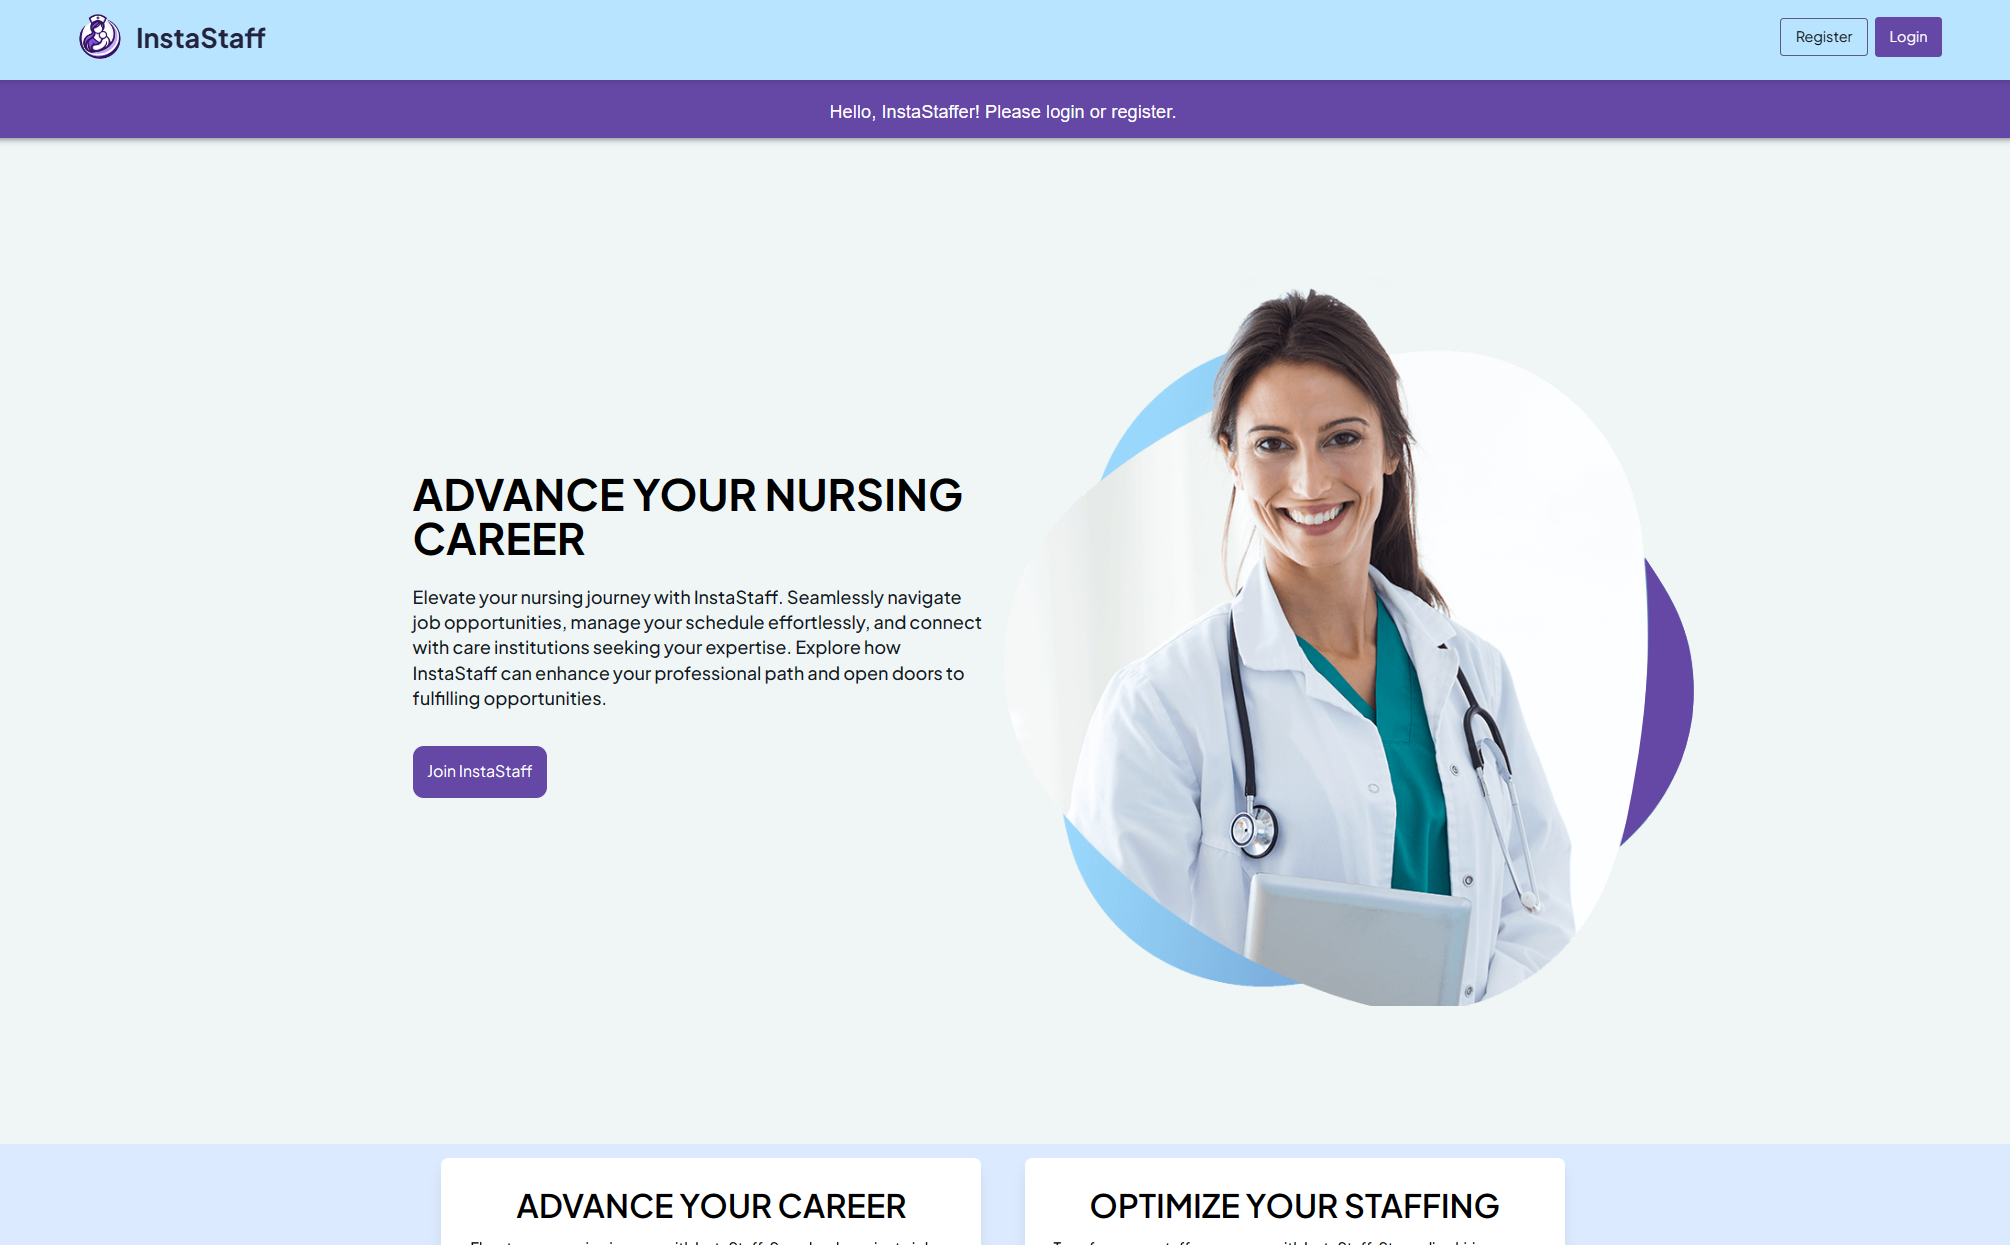 InstaStaff
Register
Login
Hello, InstaStaffer! Please login or register.
ADVANCE YOUR NURSING
CAREER
Elevate your nursing journey with InstaStaff. Seamlessly navigate
job opportunities, manage your schedule effortlessly, and connect
with care institutions seeking your expertise. Explore how
InstaStaff can enhance your professional path and open doors to
fulfilling opportunities.
Join InstaStaff
ADVANCE YOUR CAREER
OPTIMIZE YOUR STAFFING